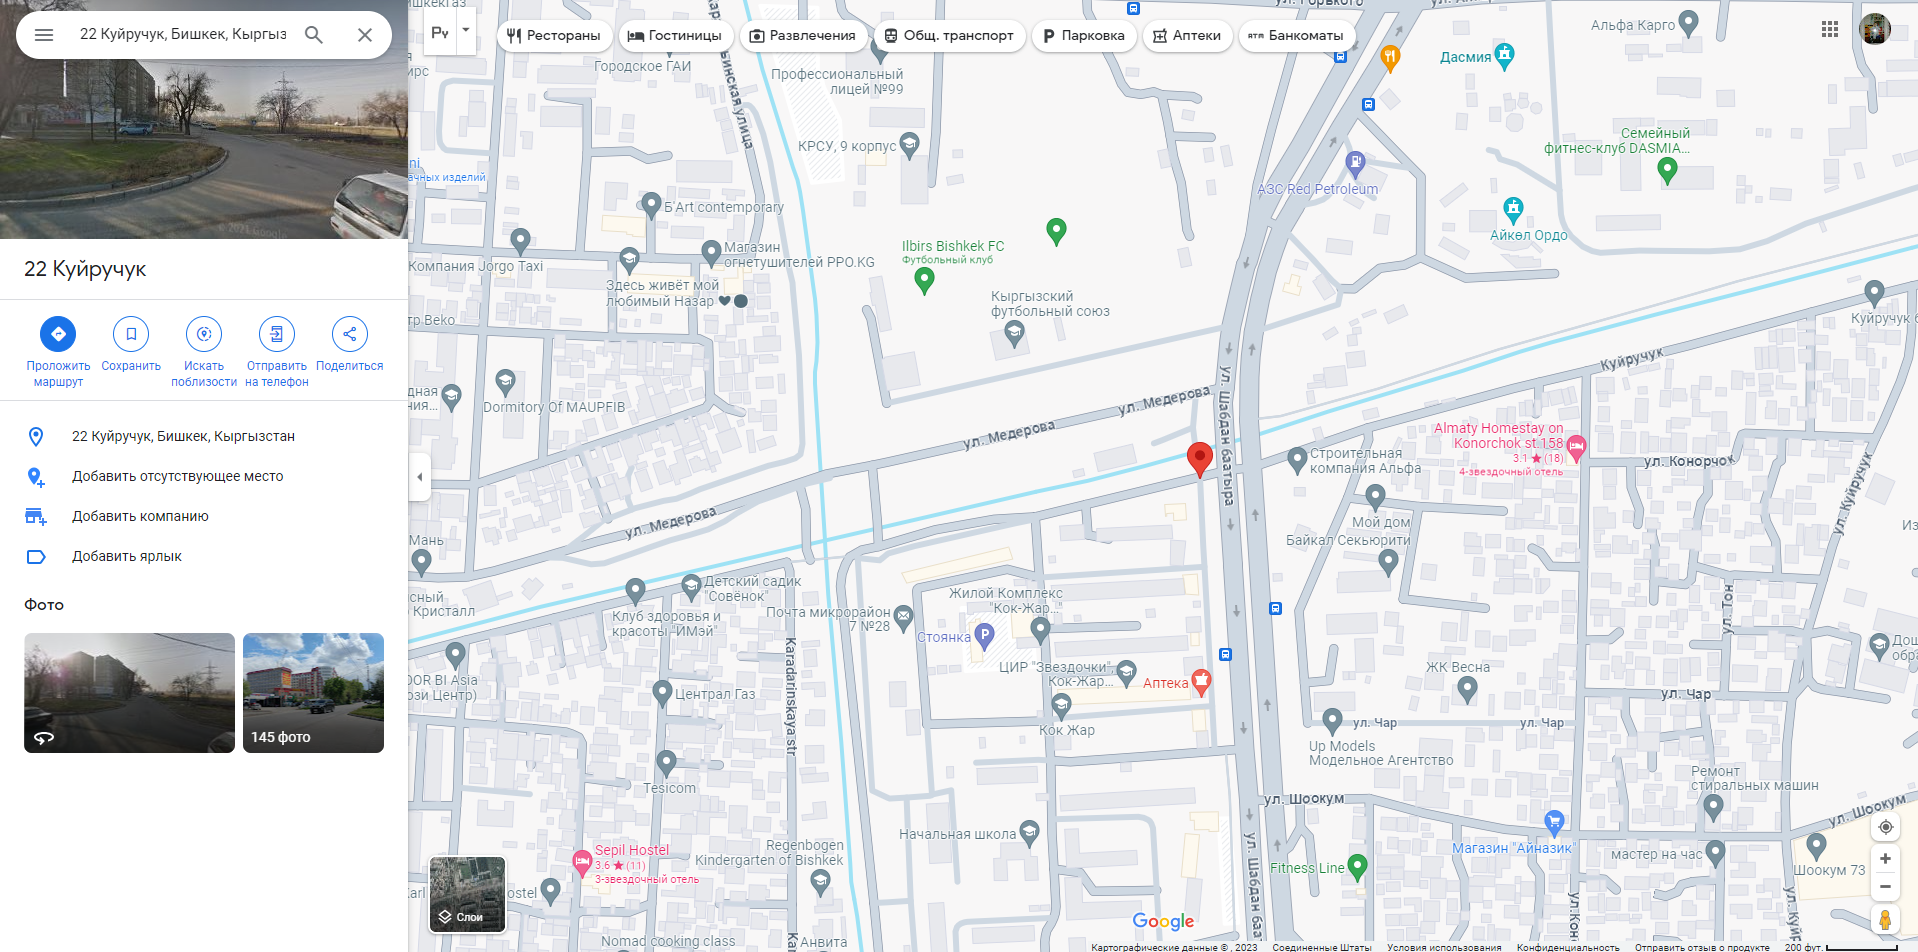 22 Куйручук, Бишкек, Кыргыз
22 Куйручук
Проложить
маршрут
Сохранить
Искать
поблизости
Отправить
на телефон
Поделиться
22 Куйручук, Бишкек, Кыргызстан
Добавить отсутствующее место
Добавить компанию
Добавить ярлык
Фото
145 фото
Рестораны
Гостиницы
Развлечения
Общ. транспорт
Парковка
Аптеки
Банкоматы
Городское ГАИ
Профессиональный
лицей №99
КРСУ, 9 корпус
Б'Art contemporary
Магазин
огнетушителей PPO.KG
Компания Jorgo Taxi
Здесь живёт мой
любимый Назар
Dormitory Of MAUPFIB
Ilbirs Bishkek FC
Футбольный клуб
Кыргызский
футбольный союз
Альфа Карго
Дасмия
Семейный
фитнес-клуб DASMIA...
АЗС Red Petroleum
Айкөл Ордо
Куйручук
ул. Медерова
ул. Медерова
ул. Медерова
ул. Шабдан баатыра
Almaty Homestay on
Konorchok st.158
3.1 ★ (18)
4-звездочный отель
Строительная
компания Альфа
ул. Конорчок
ул. Куйручук
Мой дом
Байкал Секьюрити
Детский садик
"Совёнок"
Клуб здоровья и
красоты "ИМэй"
Почта микрорайон
7 №28
Жилой Комплекс
"Кок-Жар...
Стоянка
ЦИР "Звездочки"
Кок-Жар...
Аптека
Кок Жар
Централ Газ
Karadarinskaya str
Tesicom
ЖК Весна
ул. Тон
ул. Чар
ул. Чар
ул. Чар
Up Models
Модельное Агентство
Ремонт
стиральных машин
ул. Шоокум
ул. Шоокум
Начальная школа
Regenbogen
Kindergarten of Bishkek
Sepil Hostel
3,6 ★ (11)
3-звездочный отель
Fitness Line
Магазин "Айназик"
мастер на час
Шоокум 73
Слои
Nomad cooking class
Анвита
Google
Картографические данные © , 2023
Соединенные Штаты
Условия использования
Конфиденциальность
Отправить отзыв о продукте
200 фут.